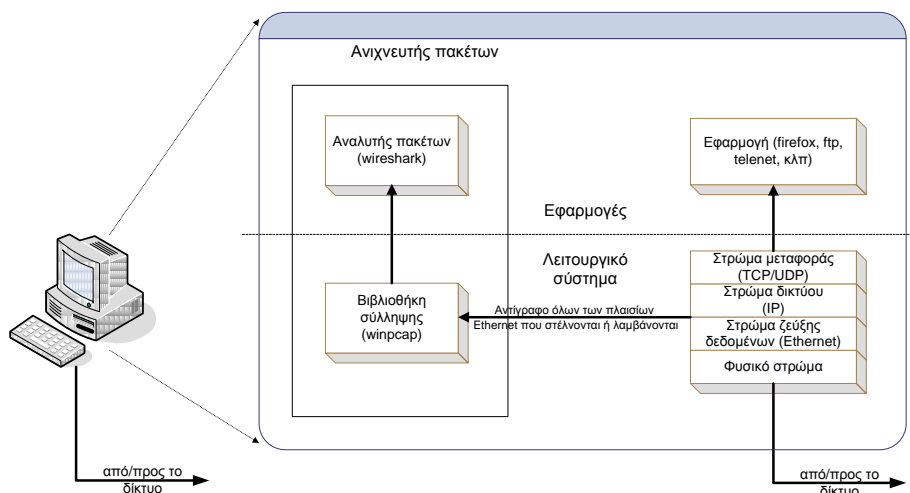 Ανιχνευτής πακέτων
Αναλυτής πακέτων
(wireshark)
Εφαρμογή (firefox, ftp,
telenet, κλπ)
Εφαρμογές
Λειτουργικό
σύστημα
Βιβλιοθήκη
σύλληψης
(winpcap)
Αντίγραφο όλων των πλαισίων
Ethernet που στέλνονται ή λαμβάνονται
Στρώμα μεταφοράς
(TCP/UDP)
Στρώμα δικτύου
(IP)
Στρώμα ζεύξης
δεδομένων (Ethernet)
Φυσικό στρώμα
από/προς το
δίκτυο
από/προς το
δίκτυο